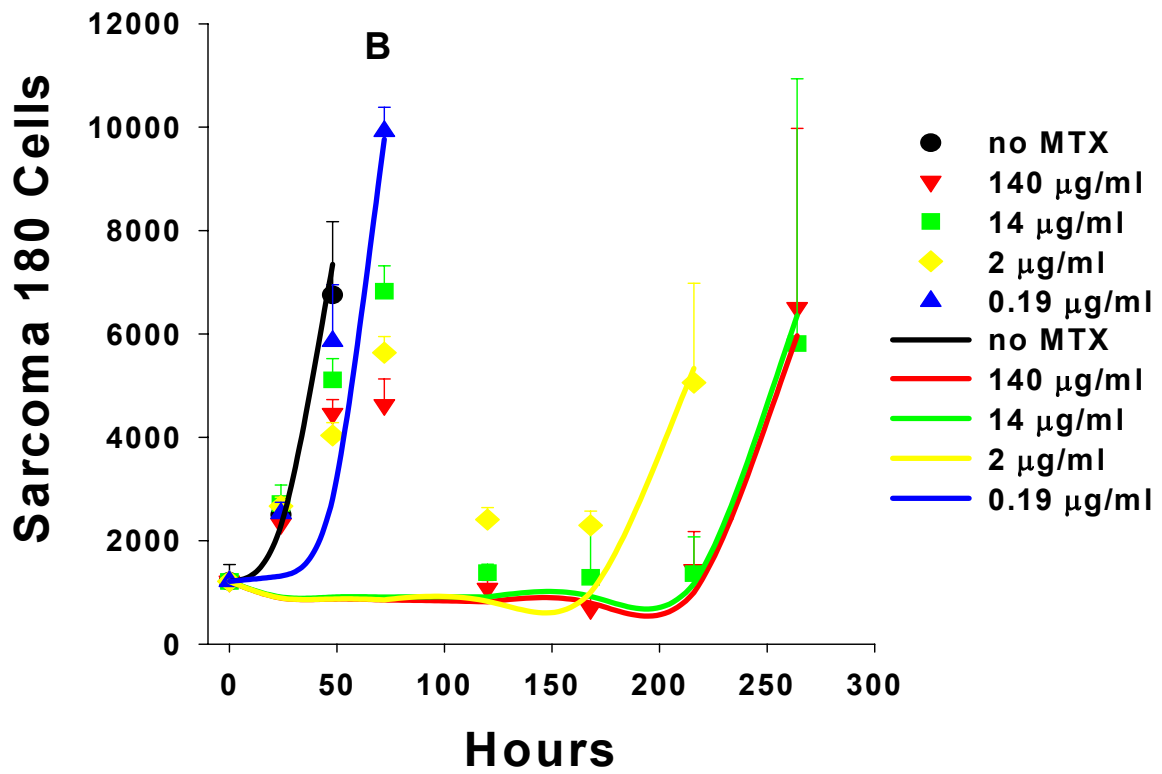 B
Sarcoma 180 Cells
12000
10000
8000
6000
4000
2000
0
0 50 100 150 200 250 300
Hours
no MTX
140 μg/ml
14 μg/ml
2 μg/ml
0.19 μg/ml
no MTX
140 μg/ml
14 μg/ml
2 μg/ml
0.19 μg/ml